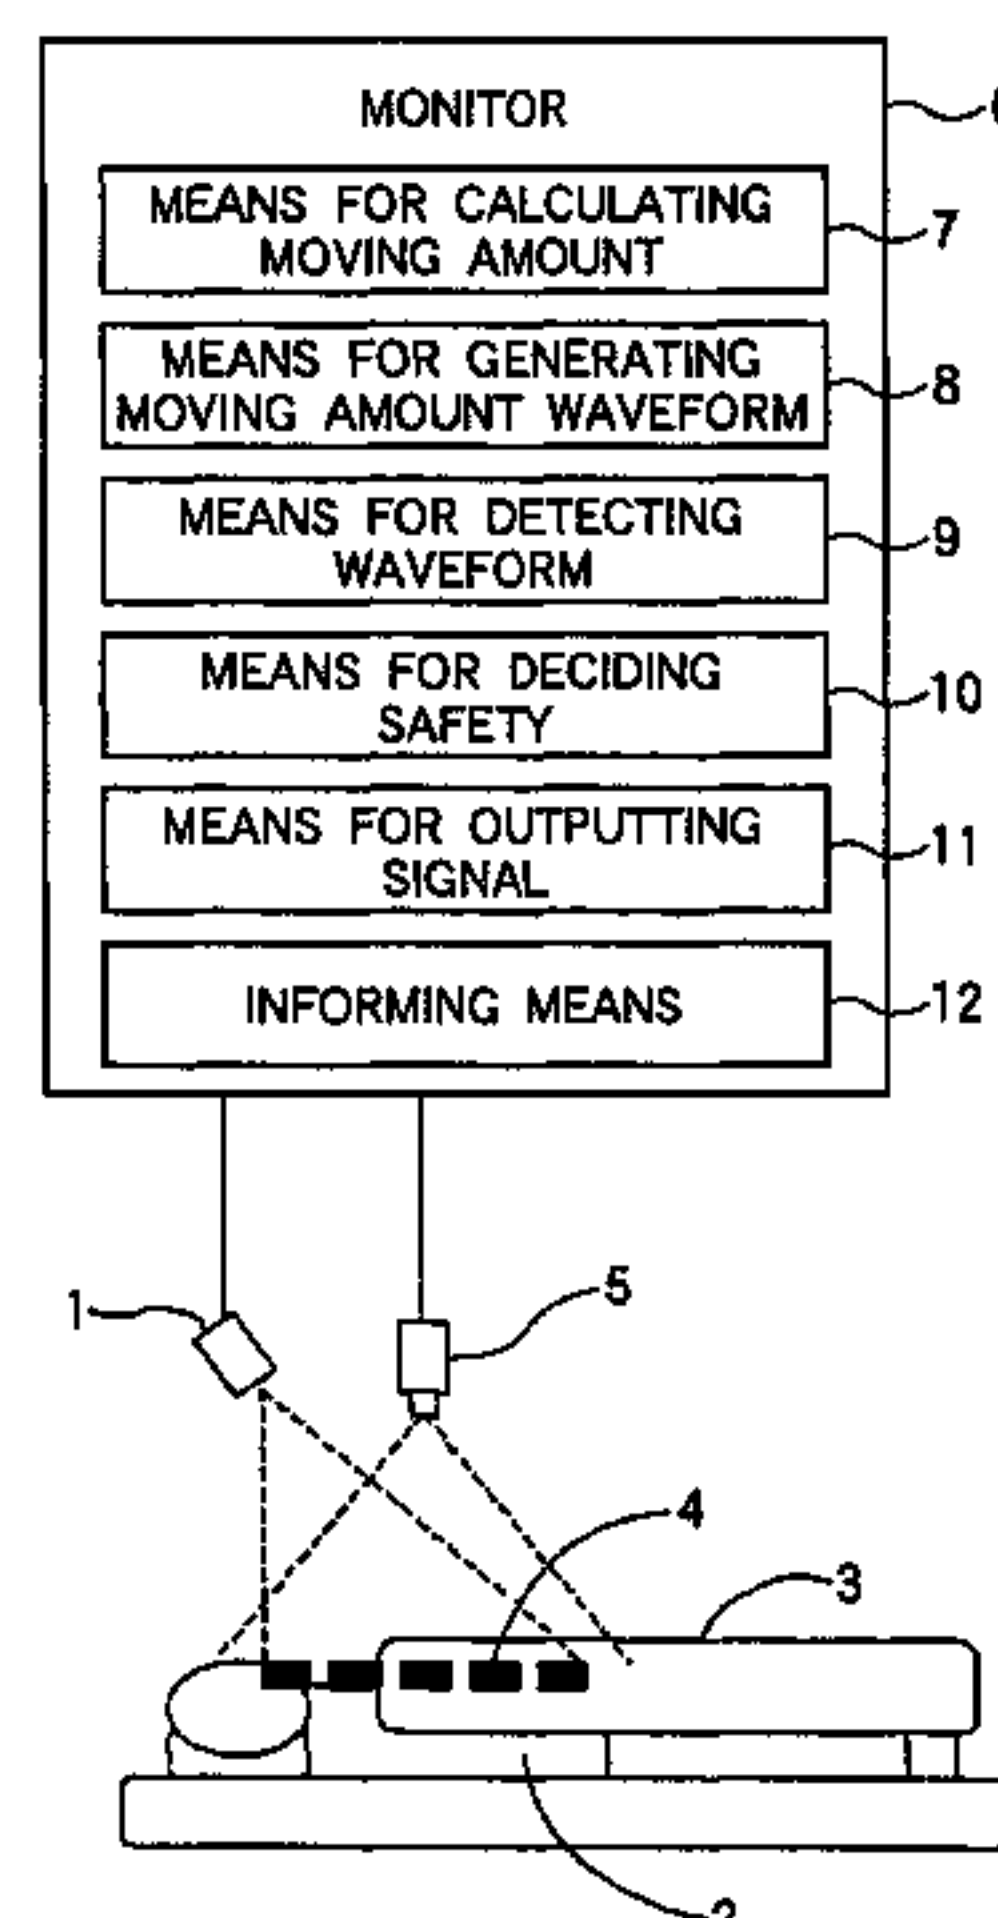 MONITOR
MEANS FOR CALCULATING
MOVING AMOUNT
7
MEANS FOR GENERATING
MOVING AMOUNT WAVEFORM
8
MEANS FOR DETECTING
WAVEFORM
9
MEANS FOR DECIDING
SAFETY
10
MEANS FOR OUTPUTTING
SIGNAL
11
INFORMING MEANS
12
1
5
4
3